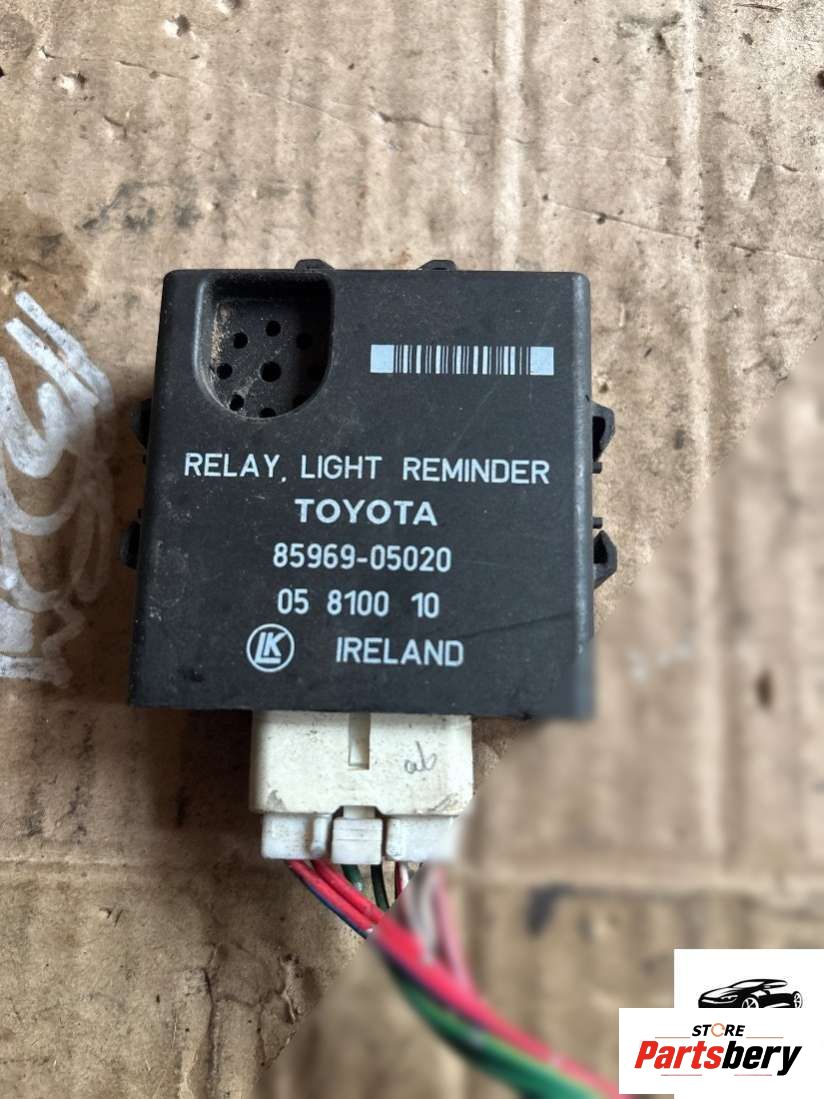 RELAY, LIGHT REMINDER
TOYOTA
85969-05020
05 8100 10
LK IRELAND
ab
STORE
Partsbery